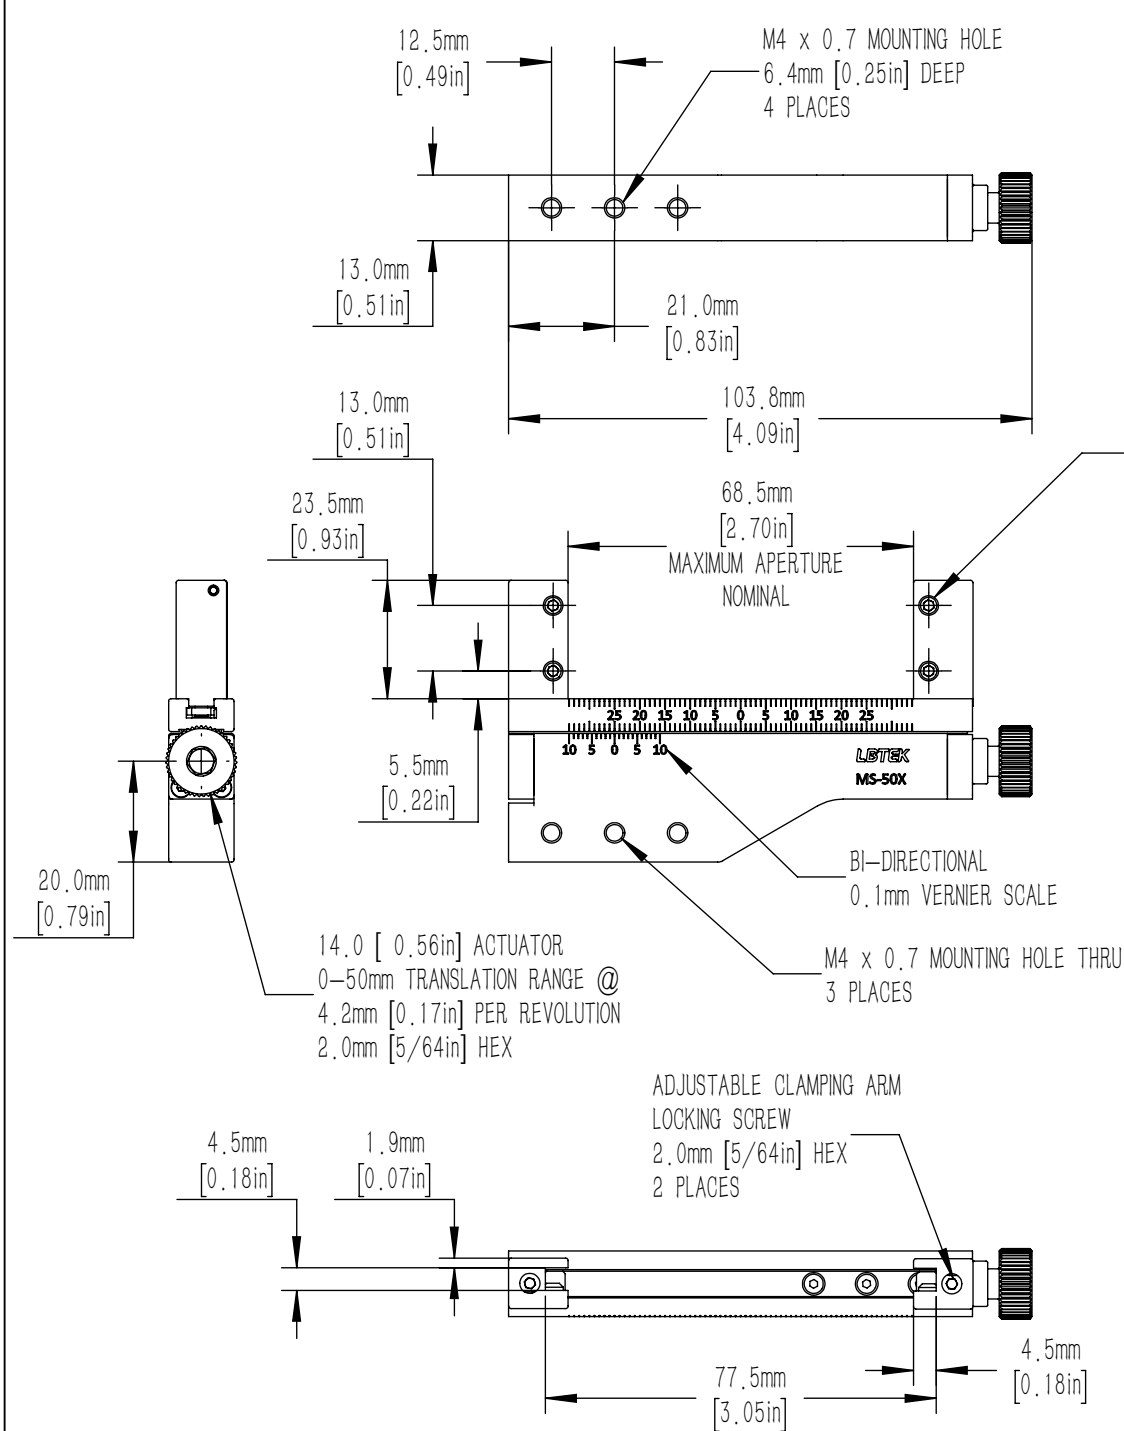 12.5mm
[0.49in]
M4 x 0.7 MOUNTING HOLE
6.4mm [0.25in] DEEP
4 PLACES
13.0mm
[0.51in]
21.0mm
[0.83in]
103.8mm
[4.09in]
13.0mm
[0.51in]
23.5mm
[0.93in]
68.5mm
[2.70in]
MAXIMUM APERTURE
NOMINAL
25 20 15 10 5 0 5 10 15 20 25
10 5 0 5 10
LBTEK
MS-50X
5.5mm
[0.22in]
20.0mm
[0.79in]
BI-DIRECTIONAL
0.1mm VERNIER SCALE
14.0 [ 0.56in] ACTUATOR
0-50mm TRANSLATION RANGE @
4.2mm [0.17in] PER REVOLUTION
2.0mm [5/64in] HEX
M4 x 0.7 MOUNTING HOLE THRU
3 PLACES
ADJUSTABLE CLAMPING ARM
LOCKING SCREW
2.0mm [5/64in] HEX
2 PLACES
4.5mm
[0.18in]
1.9mm
[0.07in]
77.5mm
[3.05in]
4.5mm
[0.18in]